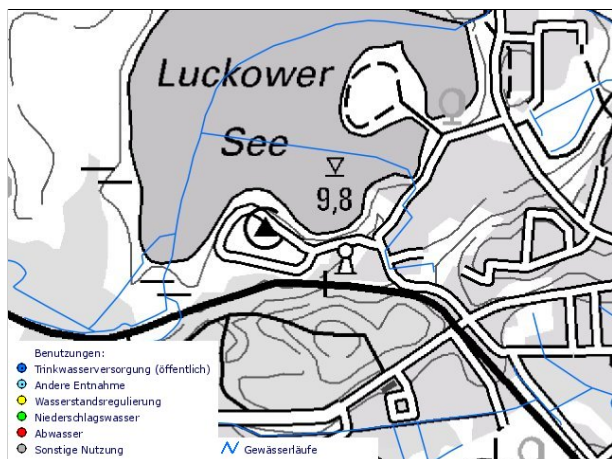 Luckower
See
9,8
Benutzungen:
Trinkwasserversorgung (öffentlich)
Andere Entnahme
Wasserstandsregulierung
Niederschlagswasser
Abwasser
Sonstige Nutzung
Gewässerläufe